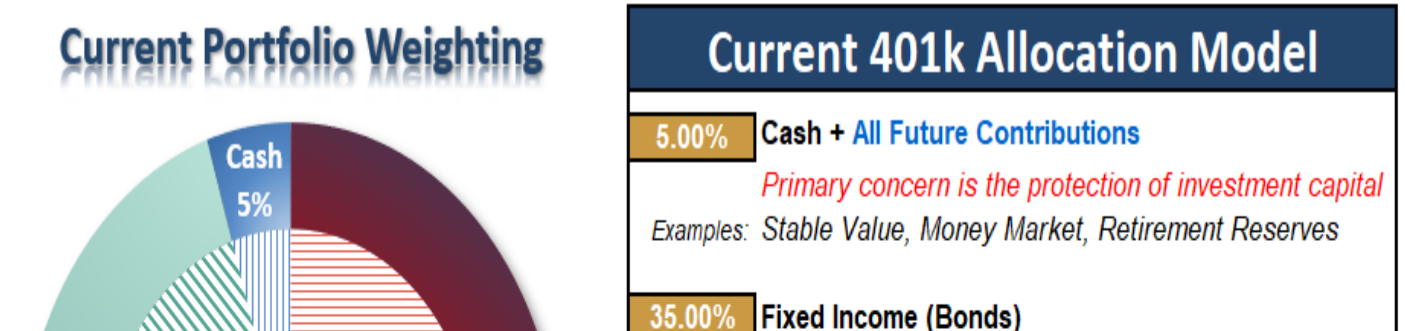 Current Portfolio Weighting
Cash
5%
Current 401k Allocation Model
5.00% Cash + All Future Contributions
Primary concern is the protection of investment capital
Examples: Stable Value, Money Market, Retirement Reserves
35.00% Fixed Income (Bonds)